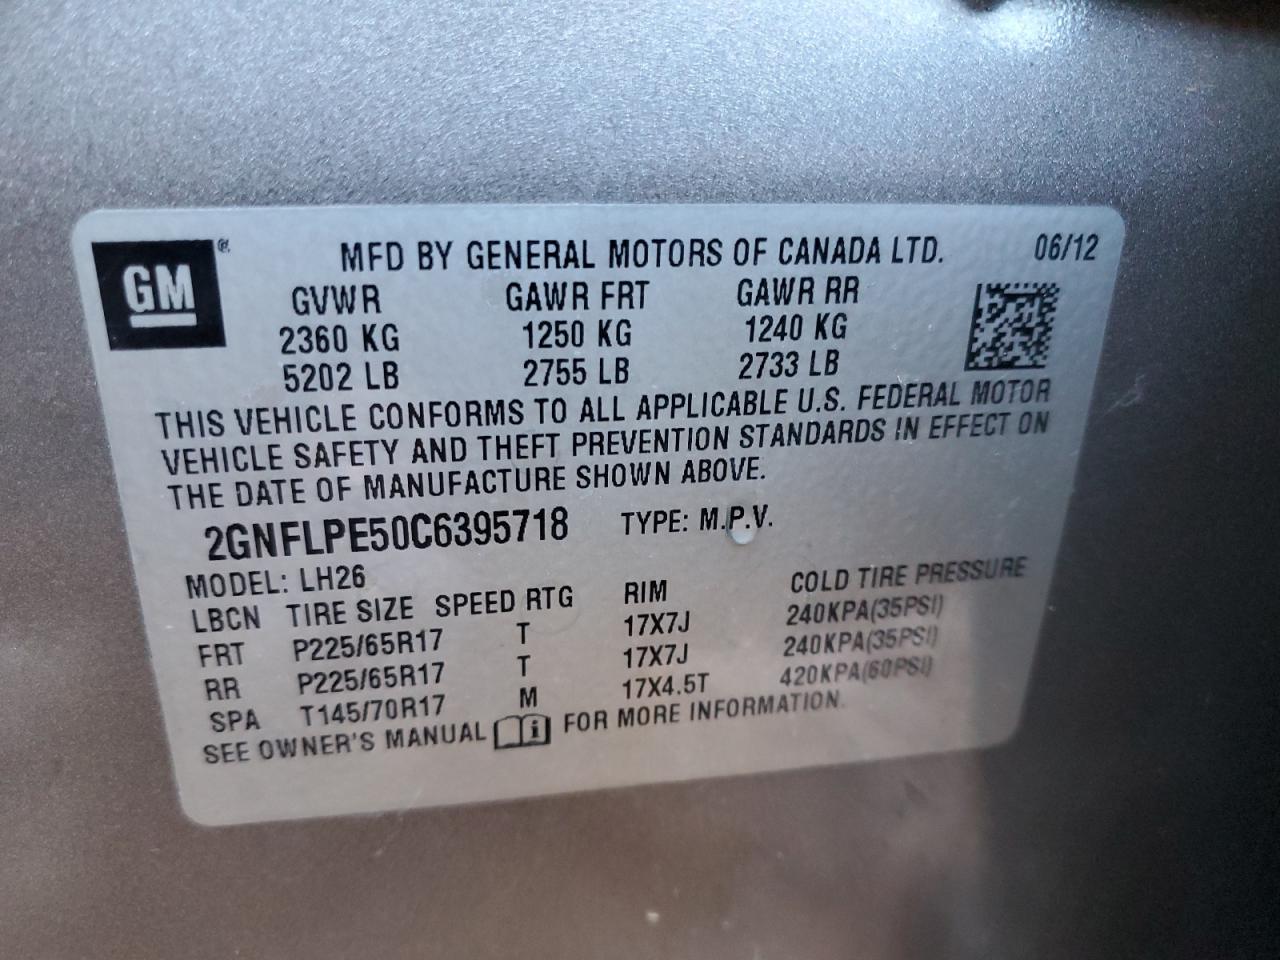 GM ®
MFD BY GENERAL MOTORS OF CANADA LTD. 06/12
GVWR GAWR FRT GAWR RR
2360 KG 1250 KG 1240 KG
5202 LB 2755 LB 2733 LB
THIS VEHICLE CONFORMS TO ALL APPLICABLE U.S. FEDERAL MOTOR
VEHICLE SAFETY AND THEFT PREVENTION STANDARDS IN EFFECT ON
THE DATE OF MANUFACTURE SHOWN ABOVE.
2GNFLPE50C6395718 TYPE: M.P.V.
MODEL: LH26
LBCN TIRE SIZE SPEED RTG RIM COLD TIRE PRESSURE
FRT P225/65R17 T 17X7J 240KPA(35PSI)
RR P225/65R17 T 17X7J 240KPA(35PSI)
SPA T145/70R17 M 17X4.5T 420KPA(60PSI)
SEE OWNER'S MANUAL i FOR MORE INFORMATION.